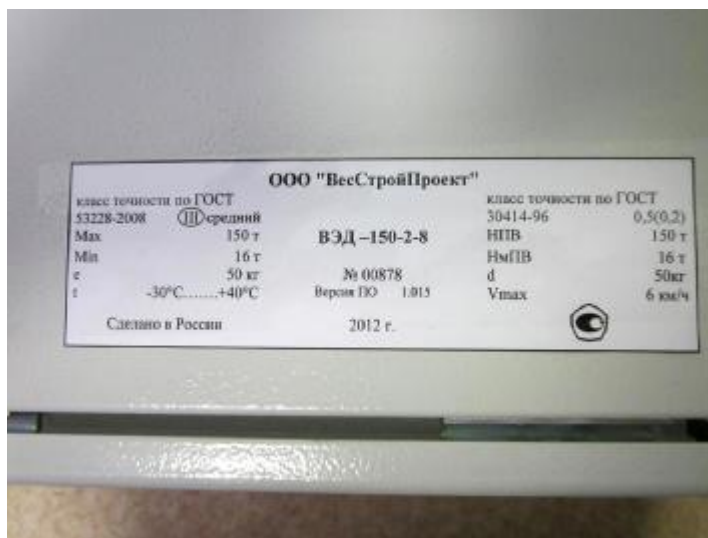 ООО "ВесСтройПроект"
класс точности по ГОСТ
53228-2008 III средний
Max 150 т
Min 16 т
е 50 кг
t -30°С.......+40°С
Сделано в России
ВЭД –150-2-8
№ 00878
Версия ПО 1.015
2012 г.
класс точности по ГОСТ
30414-96 0,5(0,2)
НПВ 150 т
НмПВ 16 т
d 50кг
Vmax 6 км/ч